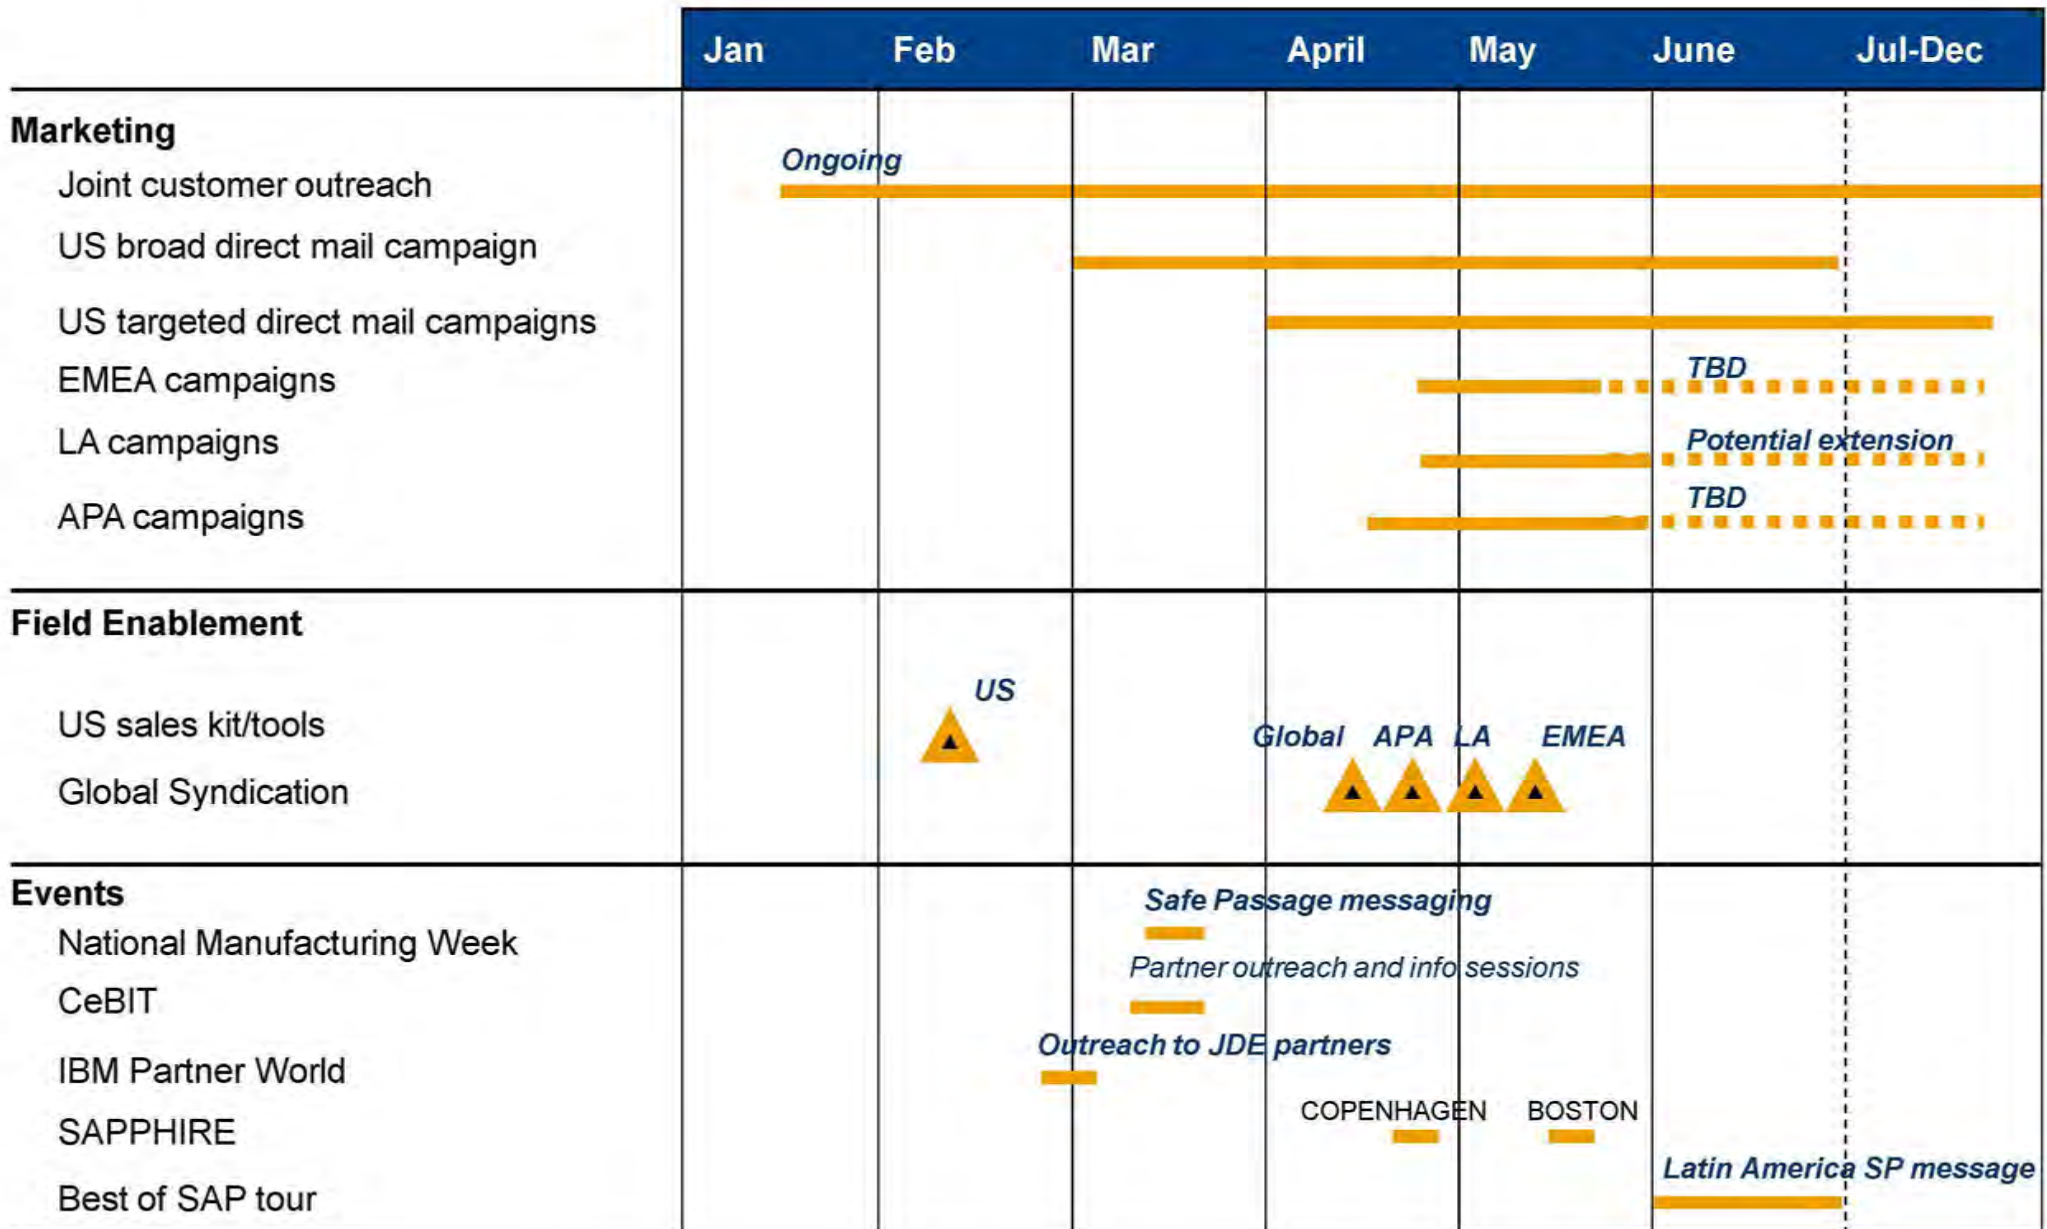 Jan Feb Mar April May June Jul-Dec
Marketing
Ongoing
Joint customer outreach
US broad direct mail campaign
US targeted direct mail campaigns
TBD
EMEA campaigns
Potential extension
LA campaigns
TBD
APA campaigns
Field Enablement
US
US sales kit/tools
Global APA LA EMEA
Global Syndication
Events
Safe Passage messaging
National Manufacturing Week
Partner outreach and info sessions
CeBIT
Outreach to JDE partners
IBM Partner World
COPENHAGEN BOSTON
SAPPHIRE
Latin America SP message
Best of SAP tour